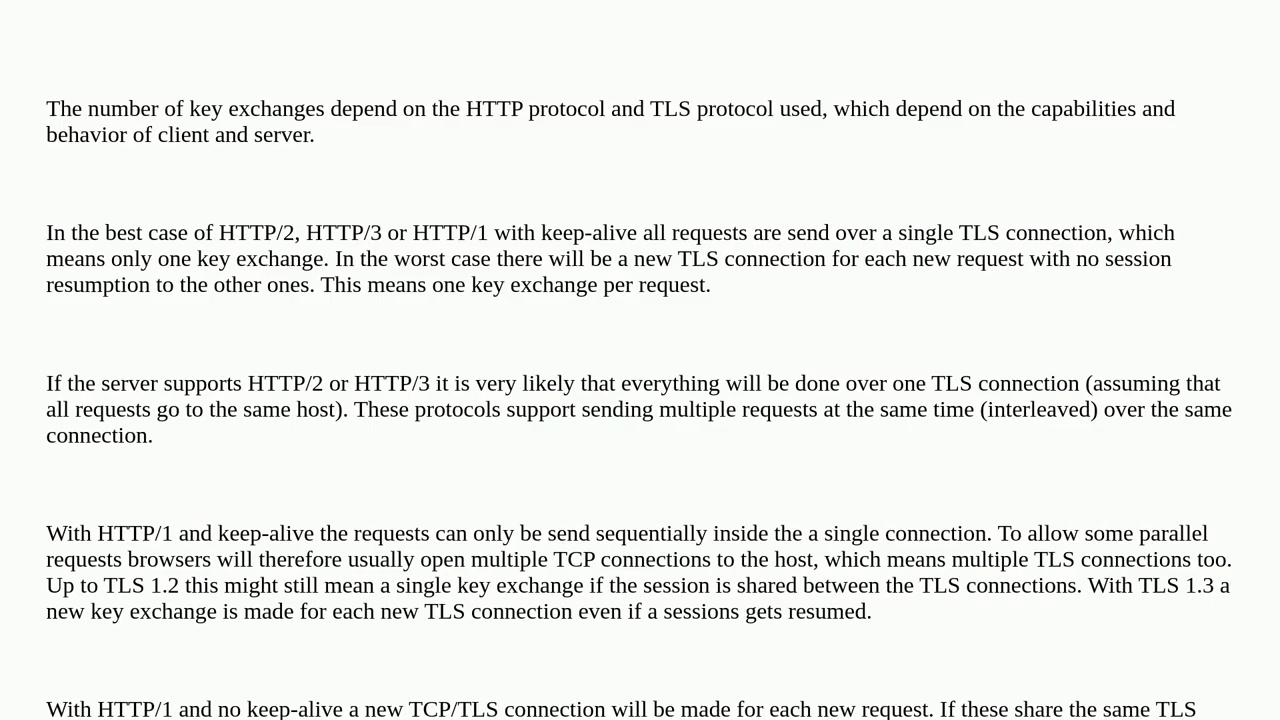 The number of key exchanges depend on the HTTP protocol and TLS protocol used, which depend on the capabilities and
behavior of client and server.
In the best case of HTTP/2, HTTP/3 or HTTP/1 with keep-alive all requests are send over a single TLS connection, which
means only one key exchange. In the worst case there will be a new TLS connection for each new request with no session
resumption to the other ones. This means one key exchange per request.
If the server supports HTTP/2 or HTTP/3 it is very likely that everything will be done over one TLS connection (assuming that
all requests go to the same host). These protocols support sending multiple requests at the same time (interleaved) over the same
connection.
With HTTP/1 and keep-alive the requests can only be send sequentially inside the a single connection. To allow some parallel
requests browsers will therefore usually open multiple TCP connections to the host, which means multiple TLS connections too.
Up to TLS 1.2 this might still mean a single key exchange if the session is shared between the TLS connections. With TLS 1.3 a
new key exchange is made for each new TLS connection even if a sessions gets resumed.
With HTTP/1 and no keep-alive a new TCP/TLS connection will be made for each new request. If these share the same TLS